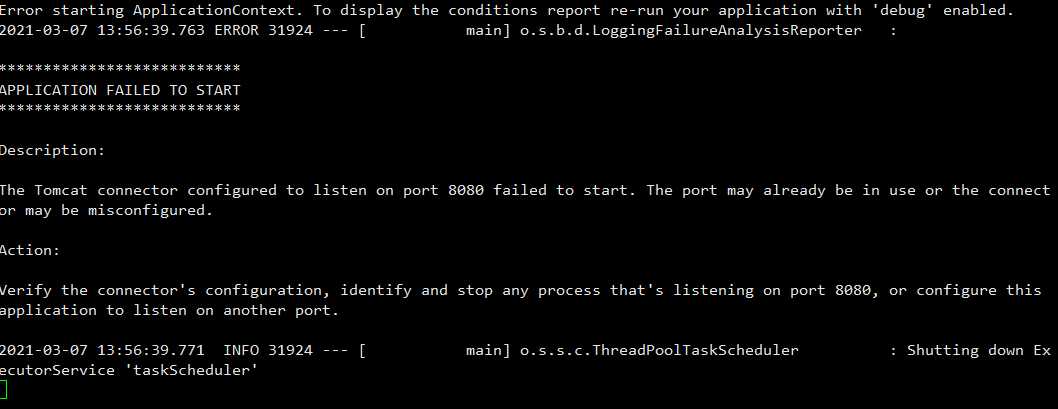 Error starting ApplicationContext. To display the conditions report re-run your application with 'debug' enabled.
2021-03-07 13:56:39.763 ERROR 31924 --- [           main] o.s.b.d.LoggingFailureAnalysisReporter   :
***************************
APPLICATION FAILED TO START
***************************
Description:
The Tomcat connector configured to listen on port 8080 failed to start. The port may already be in use or the connect
or may be misconfigured.
Action:
Verify the connector's configuration, identify and stop any process that's listening on port 8080, or configure this
application to listen on another port.
2021-03-07 13:56:39.771  INFO 31924 --- [           main] o.s.s.c.ThreadPoolTaskScheduler          : Shutting down Ex
ecutorService 'taskScheduler'